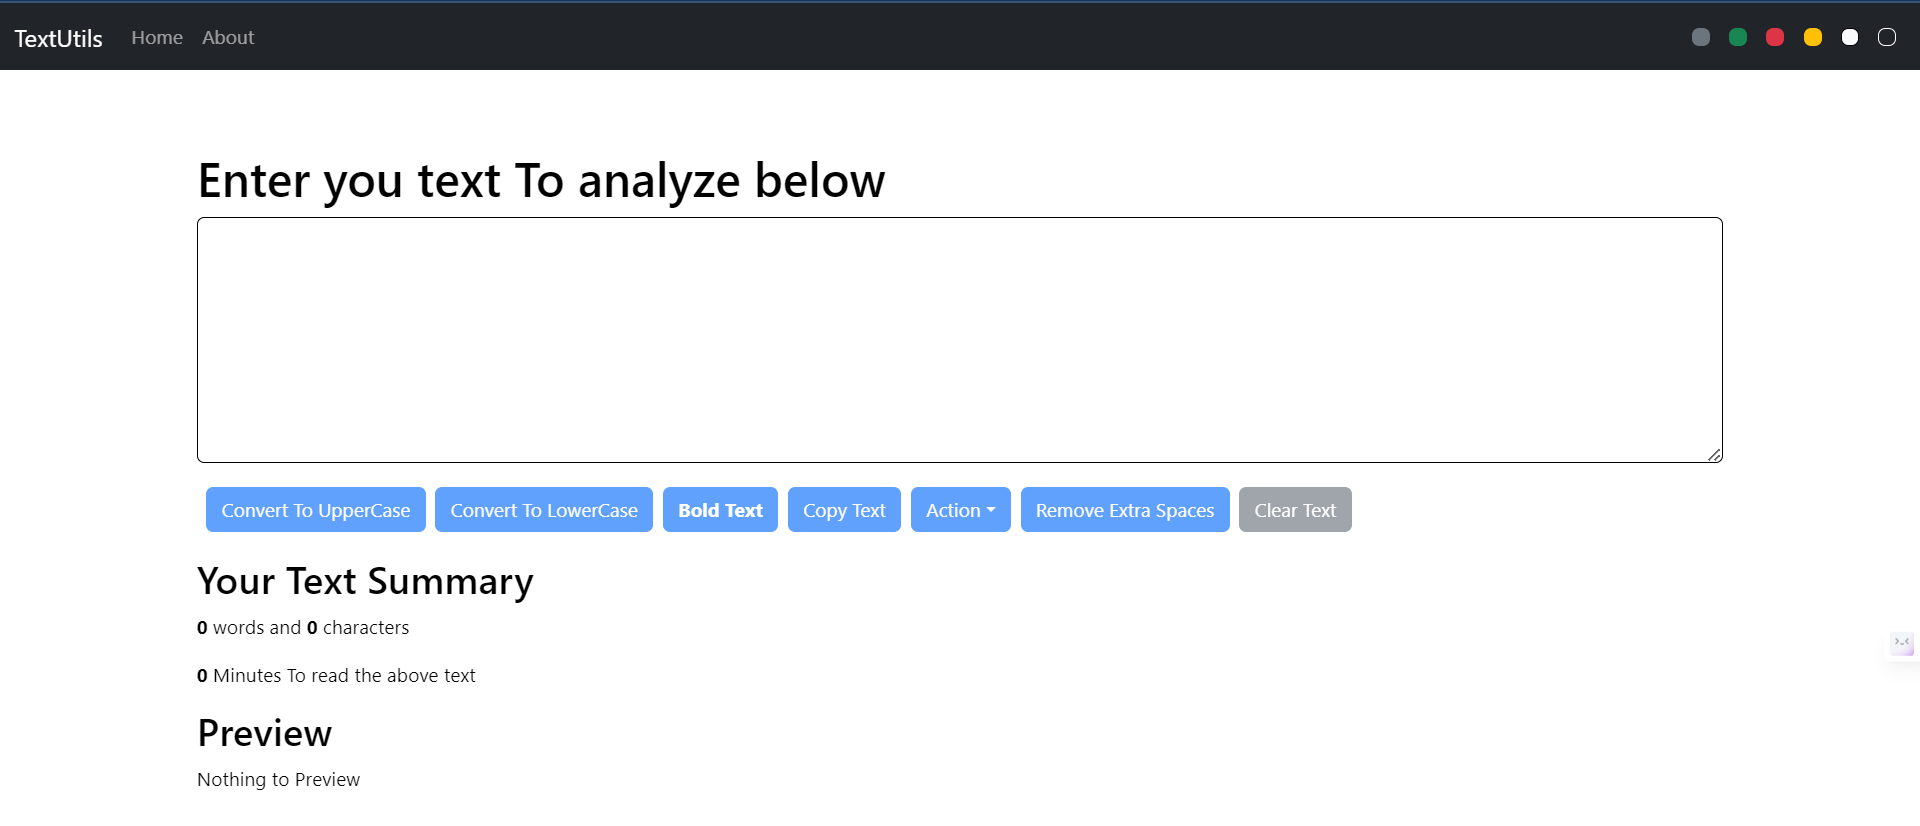 TextUtils Home About
Enter you text To analyze below
Convert To UpperCase Convert To LowerCase Bold Text Copy Text Action Remove Extra Spaces Clear Text
Your Text Summary
0 words and 0 characters
0 Minutes To read the above text
Preview
Nothing to Preview